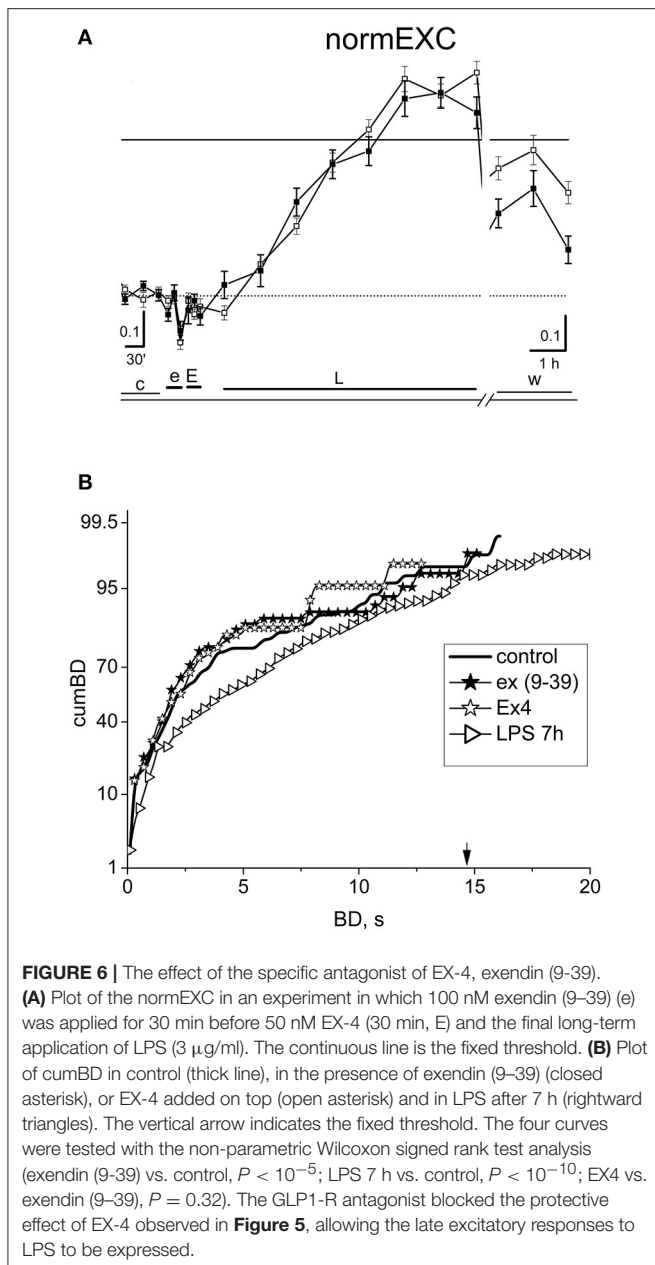 A
normEXC
0.1
30'
0.1
1 h
c
e
E
L
w
B
cumBD
99.5
95
70
40
10
1
control
ex (9-39)
Ex4
LPS 7h
0
5
10
15
20
BD, s
FIGURE 6 | The effect of the specific antagonist of EX-4, exendin (9-39).
(A) Plot of the normEXC in an experiment in which 100 nM exendin (9–39) (e)
was applied for 30 min before 50 nM EX-4 (30 min, E) and the final long-term
application of LPS (3 μg/ml). The continuous line is the fixed threshold. (B) Plot
of cumBD in control (thick line), in the presence of exendin (9–39) (closed
asterisk), or EX-4 added on top (open asterisk) and in LPS after 7 h (rightward
triangles). The vertical arrow indicates the fixed threshold. The four curves
were tested with the non-parametric Wilcoxon signed rank test analysis
(exendin (9-39) vs. control, P < 10⁻⁵; LPS 7 h vs. control, P < 10⁻¹⁰; EX4 vs.
exendin (9–39), P = 0.32). The GLP1-R antagonist blocked the protective
effect of EX-4 observed in Figure 5, allowing the late excitatory responses to
LPS to be expressed.